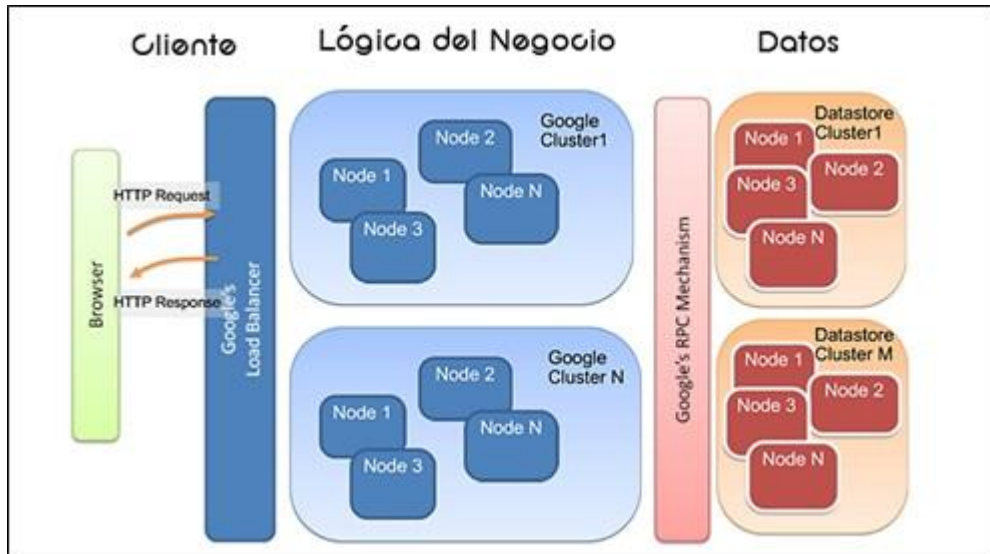 Cliente
Lógica del Negocio
Datos
Browser
HTTP Request
HTTP Response
Google's
Load Balancer
Google
Cluster1
Node 1
Node 2
Node 3
Node N
Google
Cluster N
Node 1
Node 2
Node 3
Node N
Google's RPC Mechanism
Datastore
Cluster1
Node 1
Node 2
Node 3
Node N
Datastore
Cluster M
Node 1
Node 2
Node 3
Node N